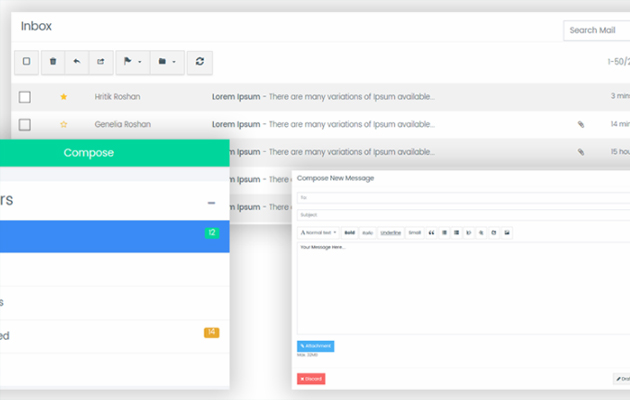 Inbox
Search Mail
1-50/2
Hritik Roshan Lorem Ipsum - There are many variations of Ipsum available... 3 mins
Genelia Roshan Lorem Ipsum - There are many variations of Ipsum available... 14 min
Lorem Ipsum - There are many variations of Ipsum available... 15 hou
m Ipsum - There
m Ipsum - There
Compose
rs
12
s
ed 14
Compose New Message
To:
Subject:
Normal text Bold Italic Underline Small
Your Message Here...
Attachment
Max. 32MB
Discard Dra